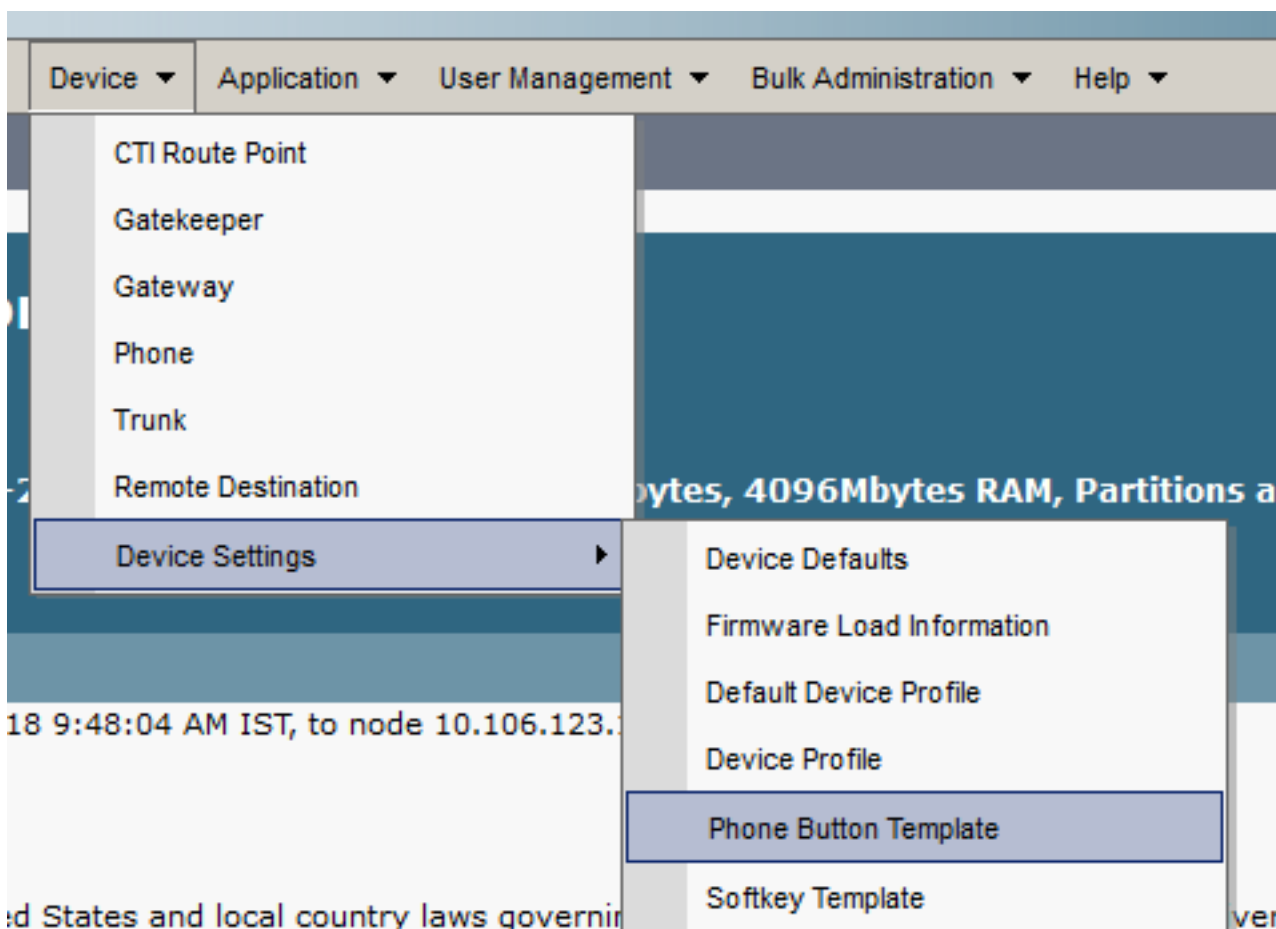 Device Application User Management Bulk Administration Help
CTI Route Point
Gatekeeper
Gateway
Phone
Trunk
Remote Destination
bytes, 4096Mbytes RAM, Partitions a
Device Settings
Device Defaults
Firmware Load Information
Default Device Profile
18 9:48:04 AM IST, to node 10.106.123.
Device Profile
Phone Button Template
Softkey Template
ed States and local country laws governin